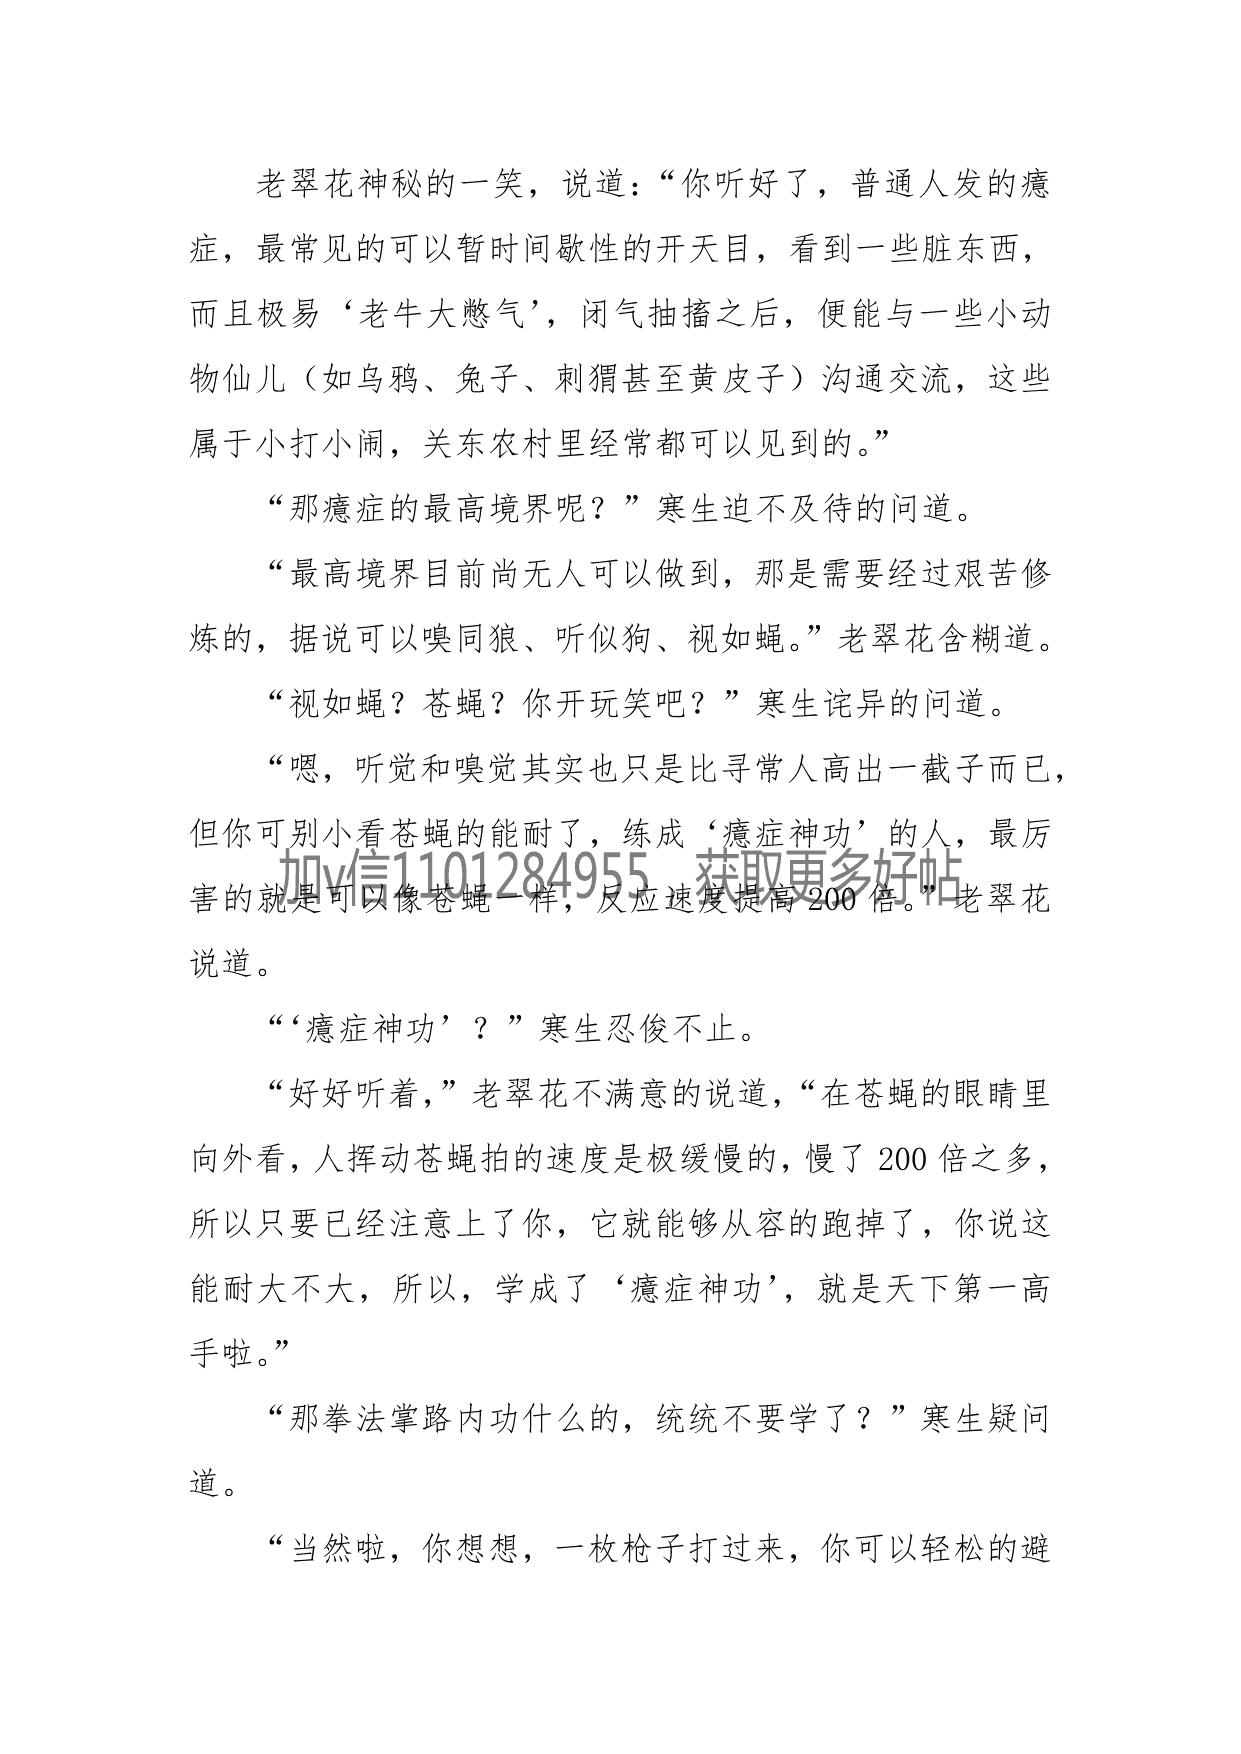 老翠花神秘的一笑，说道：“你听好了，普通人发的癔
症，最常见的可以暂时间歇性的开天目，看到一些脏东西，
而且极易‘老牛大憋气’，闭气抽搐之后，便能与一些小动
物仙儿（如乌鸦、兔子、刺猬甚至黄皮子）沟通交流，这些
属于小打小闹，关东农村里经常都可以见到的。”
“那癔症的最高境界呢？”寒生迫不及待的问道。
“最高境界目前尚无人可以做到，那是需要经过艰苦修
炼的，据说可以嗅同狼、听似狗、视如蝇。”老翠花含糊道。
“视如蝇？苍蝇？你开玩笑吧？”寒生诧异的问道。
“嗯，听觉和嗅觉其实也只是比寻常人高出一截子而已，
但你可别小看苍蝇的能耐了，练成‘癔症神功’的人，最厉
加v信1101284955，获取更多好帖
害的就是可以像苍蝇一样，反应速度提高 200 倍。”老翠花
说道。
“‘癔症神功’？”寒生忍俊不止。
“好好听着，”老翠花不满意的说道，“在苍蝇的眼睛里
向外看，人挥动苍蝇拍的速度是极缓慢的，慢了 200 倍之多，
所以只要已经注意上了你，它就能够从容的跑掉了，你说这
能耐大不大，所以，学成了‘癔症神功’，就是天下第一高
手啦。”
“那拳法掌路内功什么的，统统不要学了？”寒生疑问
道。
“当然啦，你想想，一枚枪子打过来，你可以轻松的避